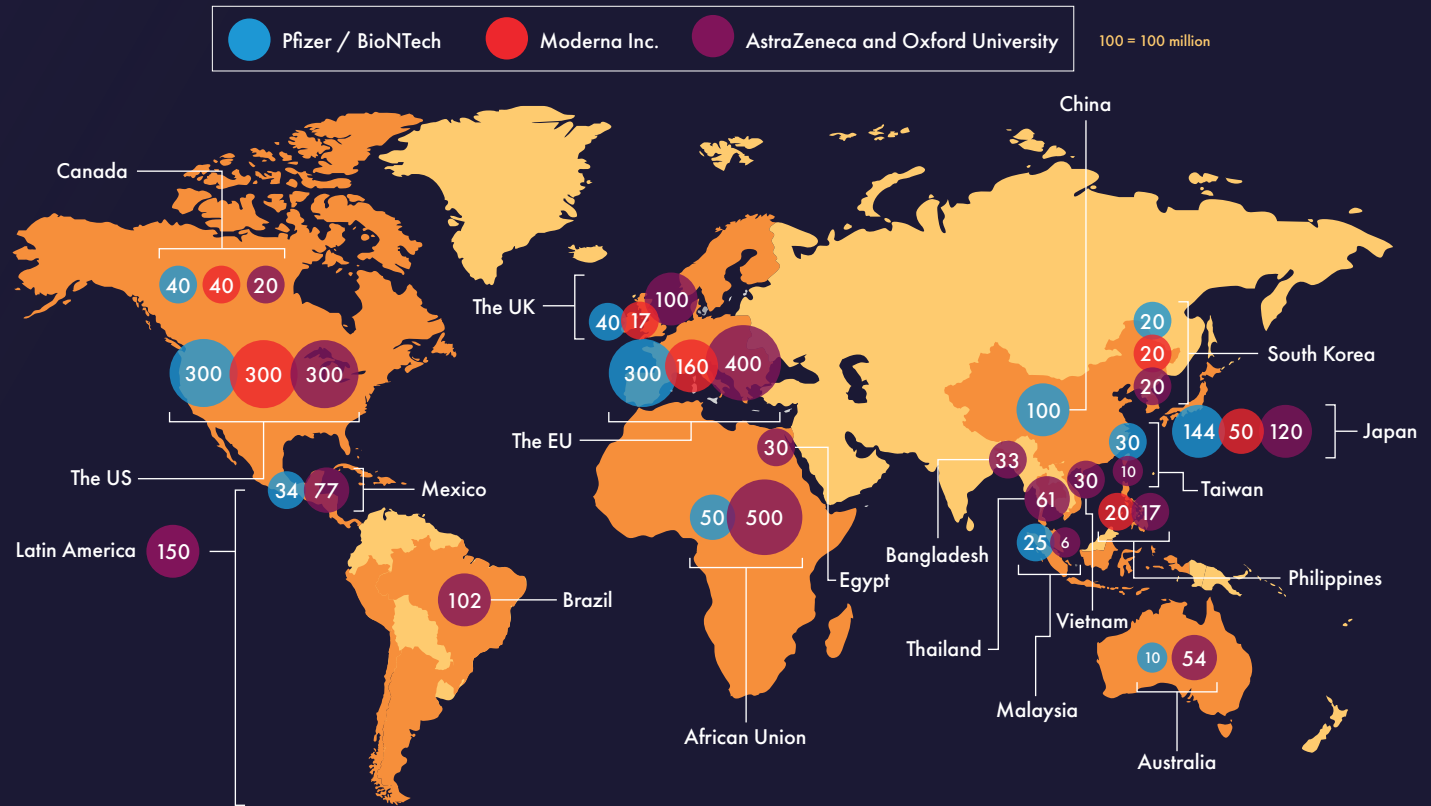 Pfizer / BioNTech
Moderna Inc.
AstraZeneca and Oxford University
100 = 100 million
China
Canada
40 40 20
The UK
100
40 17
20
20
20
South Korea
300 300 300
300 160 400
100
144 50 120
Japan
The EU
30
33
30
10
Taiwan
The US
34 77
Mexico
61
30
20 17
Latin America
150
50 500
25 6
Bangladesh
Egypt
Philippines
102
Brazil
Vietnam
Thailand
10 54
Malaysia
African Union
Australia